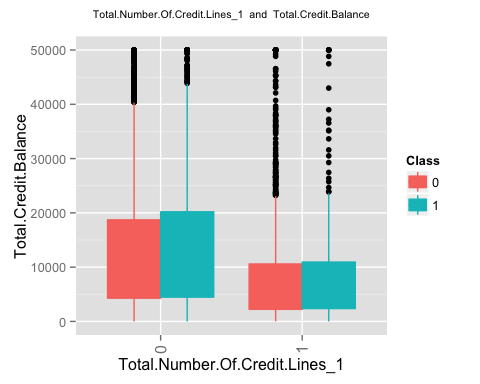 Total.Number.Of.Credit.Lines_1 and Total.Credit.Balance
50000
40000
30000
20000
10000
0
Total.Credit.Balance
0
1
Total.Number.Of.Credit.Lines_1
Class
0
1